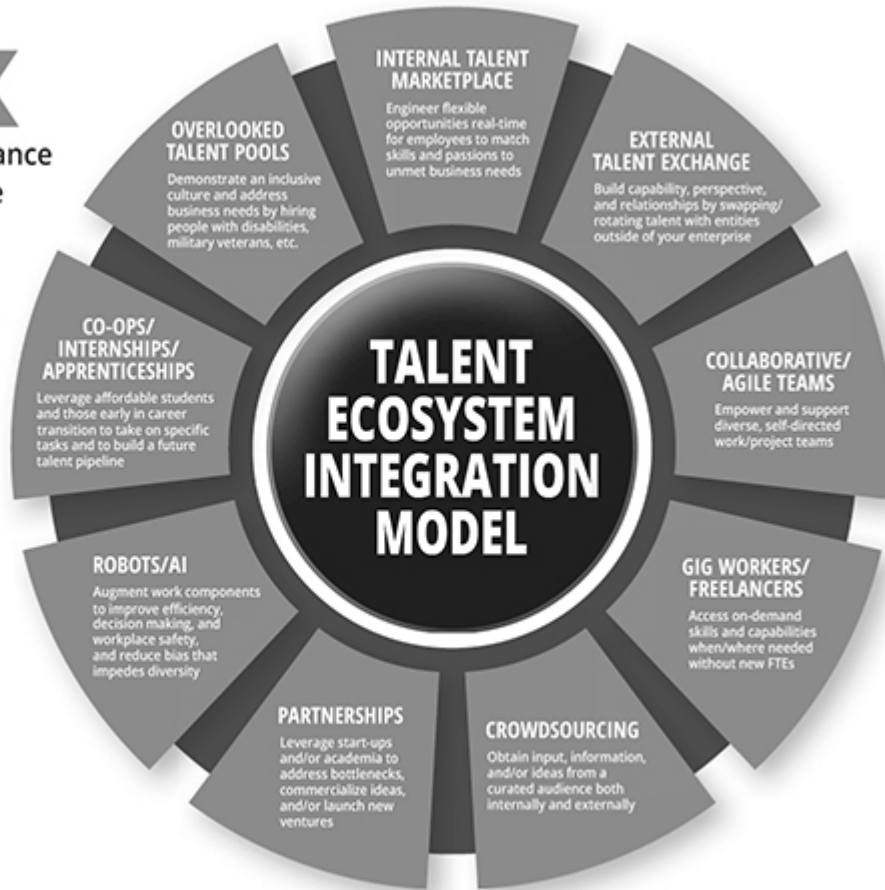 TALENT
ECOSYSTEM
INTEGRATION
MODEL
INTERNAL TALENT
MARKETPLACE
Engineer flexible
opportunities real-time
for employees to match
skills and passions to
unmet business needs
EXTERNAL
TALENT EXCHANGE
Build capability, perspective,
and relationships by swapping/
rotating talent with entities
outside of your enterprise
COLLABORATIVE/
AGILE TEAMS
Empower and support
diverse, self-directed
work/project teams
GIG WORKERS/
FREELANCERS
Access on-demand
skills and capabilities
when/where needed
without new FTEs
CROWDSOURCING
Obtain input, information,
and/or ideas from a
curated audience both
internally and externally
PARTNERSHIPS
Leverage start-ups
and/or academia to
address bottlenecks,
commercialize ideas,
and/or launch new
ventures
ROBOTS/AI
Augment work components
to improve efficiency,
decision making, and
workplace safety,
and reduce bias that
impedes diversity
CO-OPS/
INTERNSHIPS/
APPRENTICESHIPS
Leverage affordable students
and those early in career
transition to take on specific
tasks and to build a future
talent pipeline
OVERLOOKED
TALENT POOLS
Demonstrate an inclusive
culture and address
business needs by hiring
people with disabilities,
military veterans, etc.